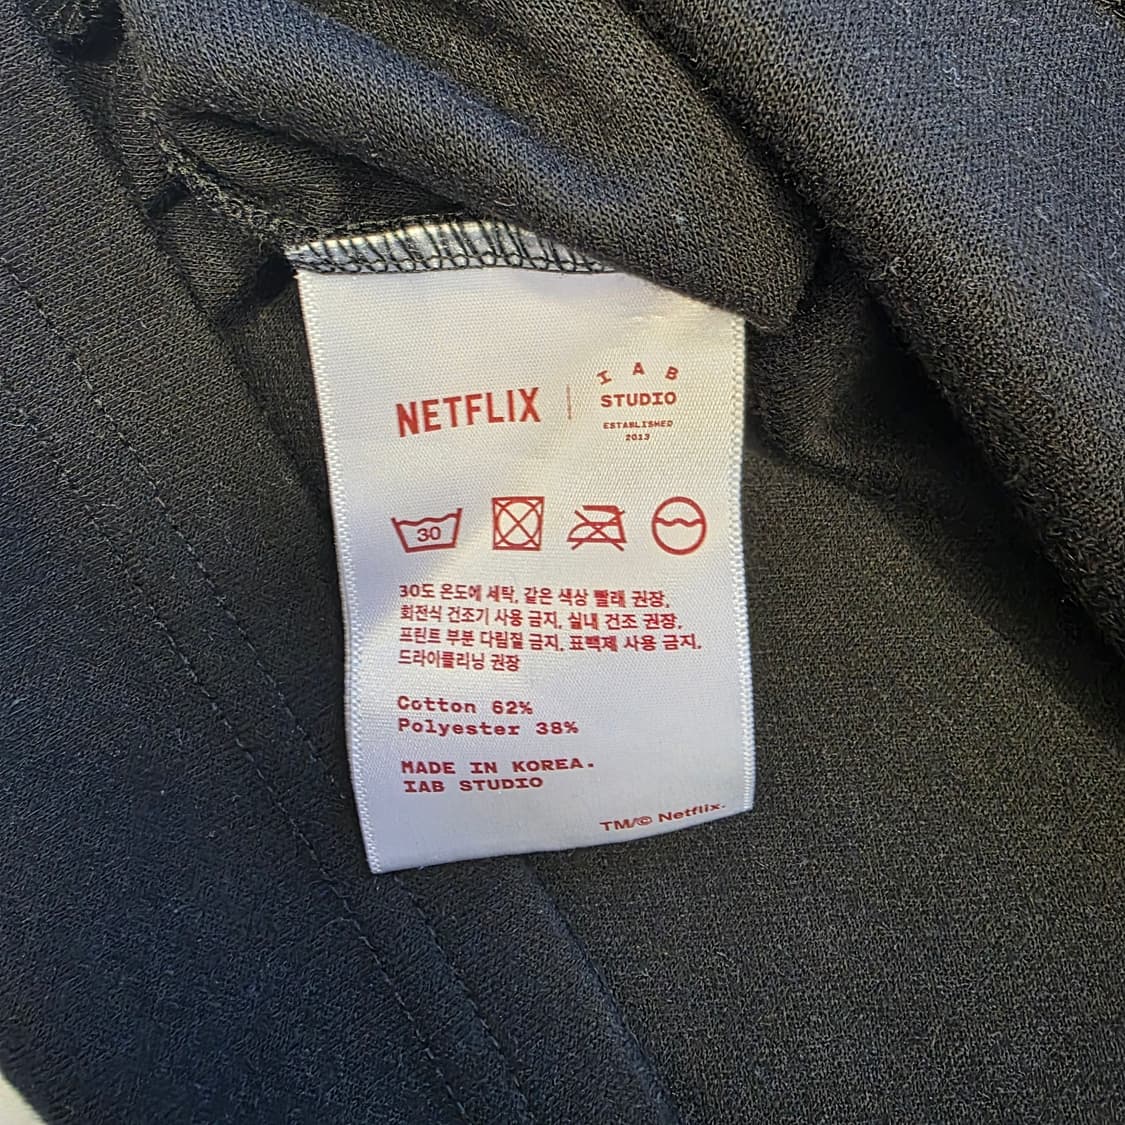 NETFLIX
I A B
STUDIO
ESTABLISHED
2013
30
30도 온도에 세탁, 같은 색상 빨래 권장,
회전식 건조기 사용 금지, 실내 건조 권장,
프린트 부분 다림질 금지, 표백제 사용 금지,
드라이클리닝 권장
Cotton 62%
Polyester 38%
MADE IN KOREA.
IAB STUDIO
TM/© Netflix.